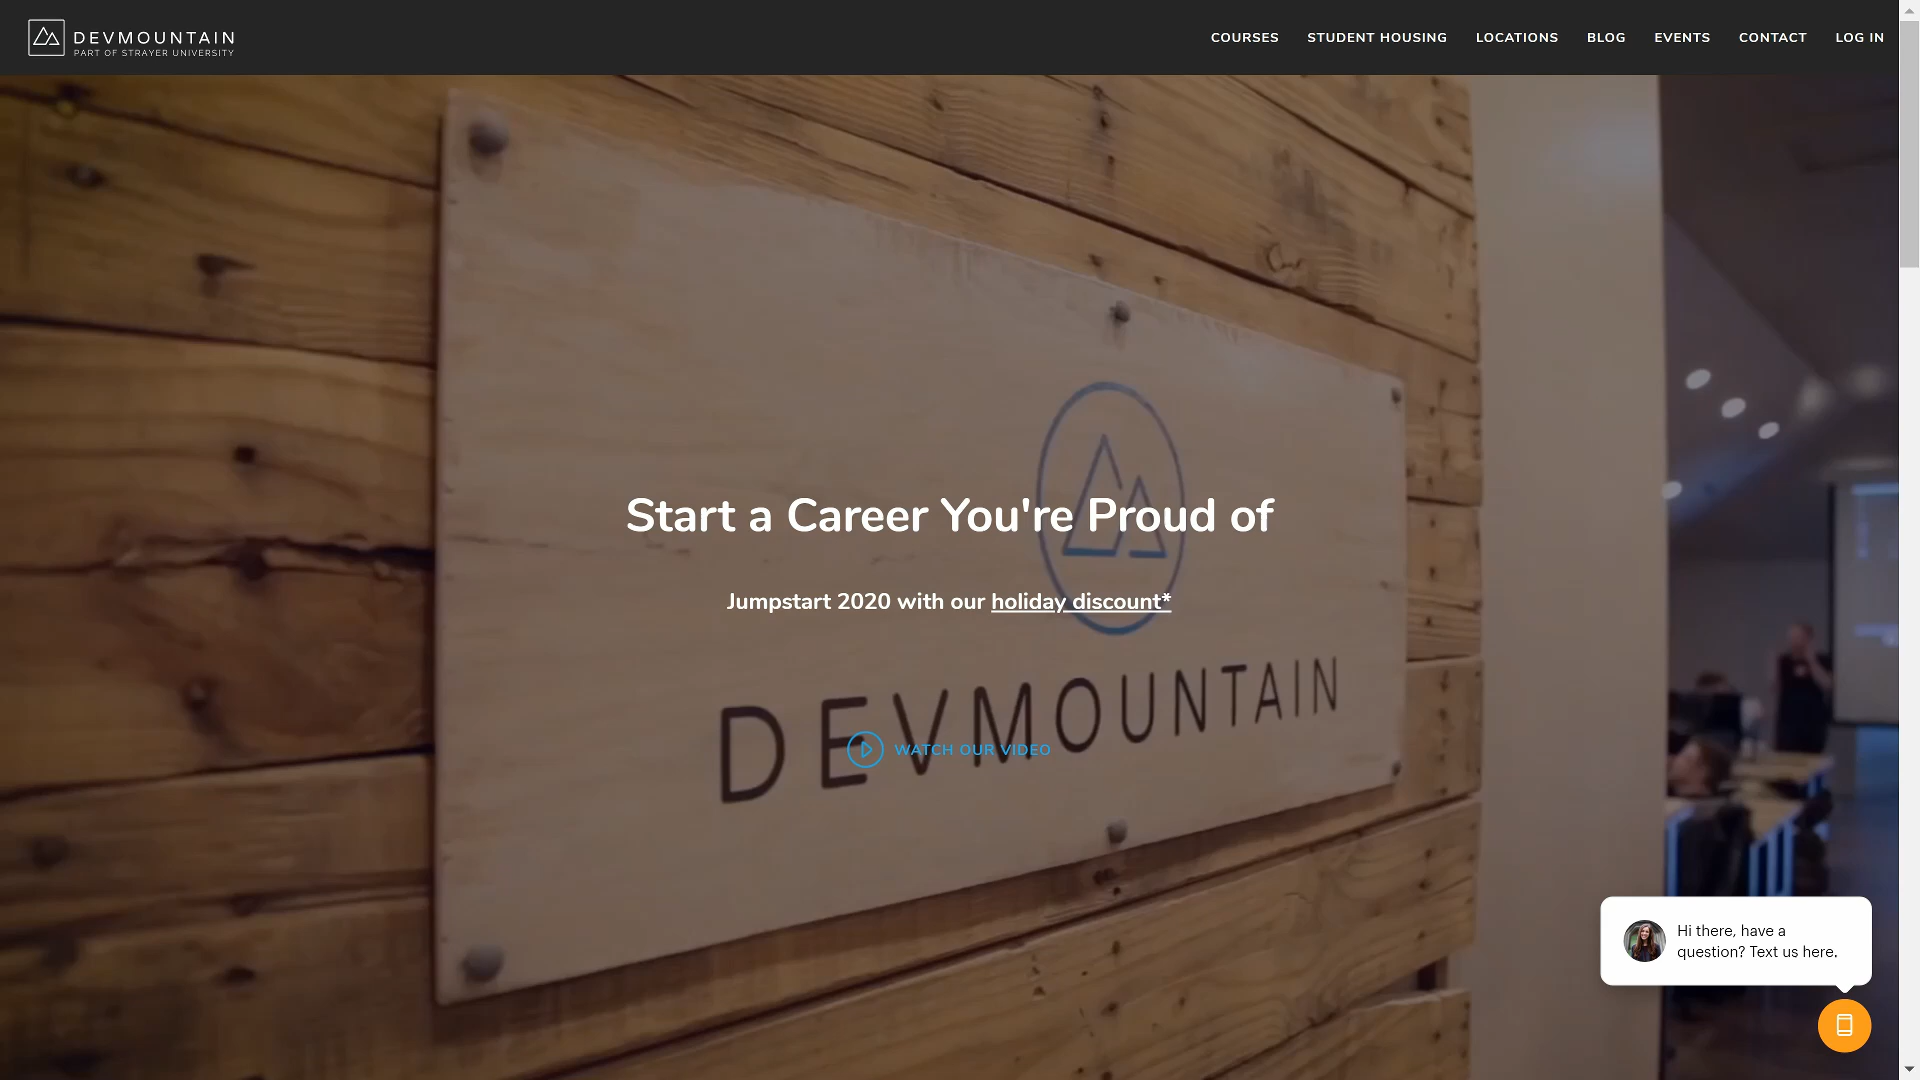 DEVMOUNTAIN
PART OF STRAYER UNIVERSITY
COURSES STUDENT HOUSING LOCATIONS BLOG EVENTS CONTACT LOG IN
Start a Career You're Proud of
Jumpstart 2020 with our holiday discount*
DEVMOUNTAIN
WATCH OUR VIDEO
Hi there, have a
question? Text us here.